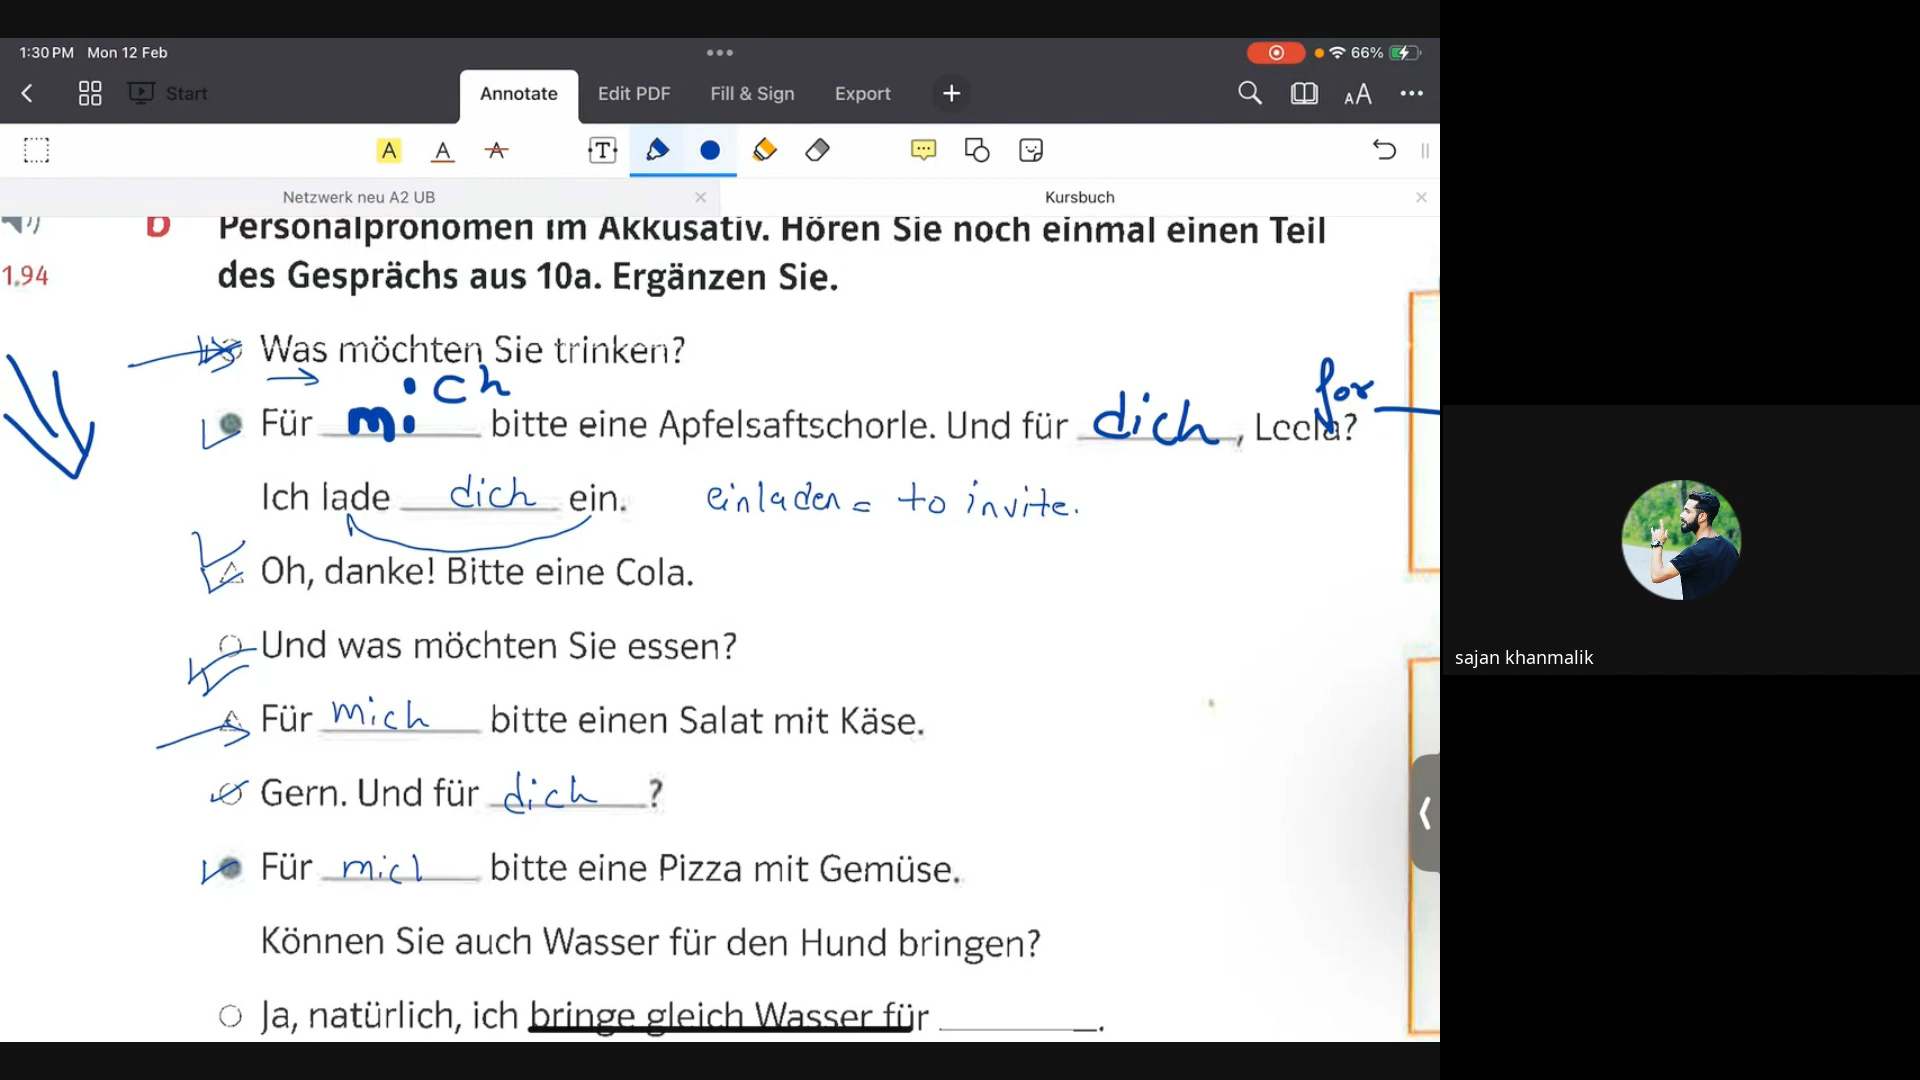 1:30 PM Mon 12 Feb
66%
Start
Annotate
Edit PDF
Fill & Sign
Export
Netzwerk neu A2 UB
Kursbuch
b Personalpronomen im Akkusativ. Hören Sie noch einmal einen Teil
1.94 des Gesprächs aus 10a. Ergänzen Sie.
Was möchten Sie trinken?
ich
for
Für mi bitte eine Apfelsaftschorle. Und für dich, Leela?
Ich lade dich ein. einladen = to invite.
Oh, danke! Bitte eine Cola.
Und was möchten Sie essen?
Für mich bitte einen Salat mit Käse.
Gern. Und für dich?
Für mich bitte eine Pizza mit Gemüse.
Können Sie auch Wasser für den Hund bringen?
Ja, natürlich, ich bringe gleich Wasser für ________.
sajan khanmalik